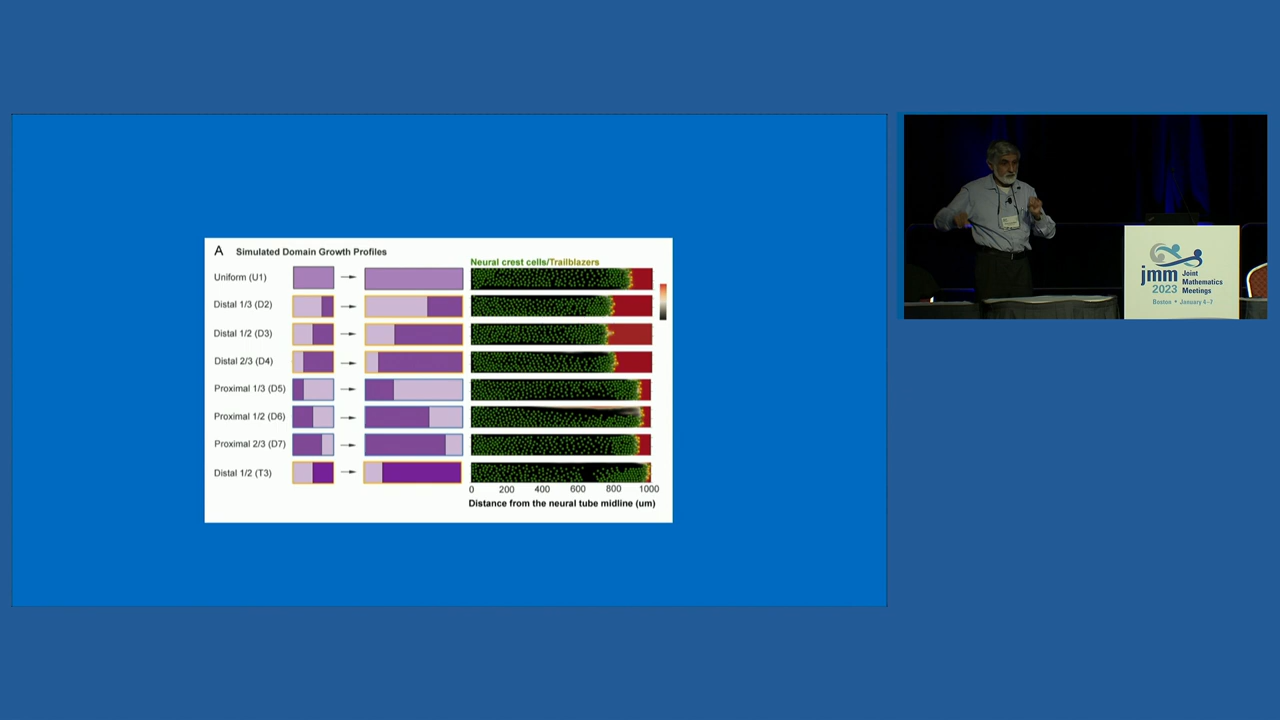 A Simulated Domain Growth Profiles
Neural crest cells/Trailblazers
Uniform (U1)
Distal 1/3 (D2)
Distal 1/2 (D3)
Distal 2/3 (D4)
Proximal 1/3 (D5)
Proximal 1/2 (D6)
Proximal 2/3 (D7)
Distal 1/2 (T3)
0 200 400 600 800 1000
Distance from the neural tube midline (um)
jmm
2023
Joint
Mathematics
Meetings
Boston • January 4-7